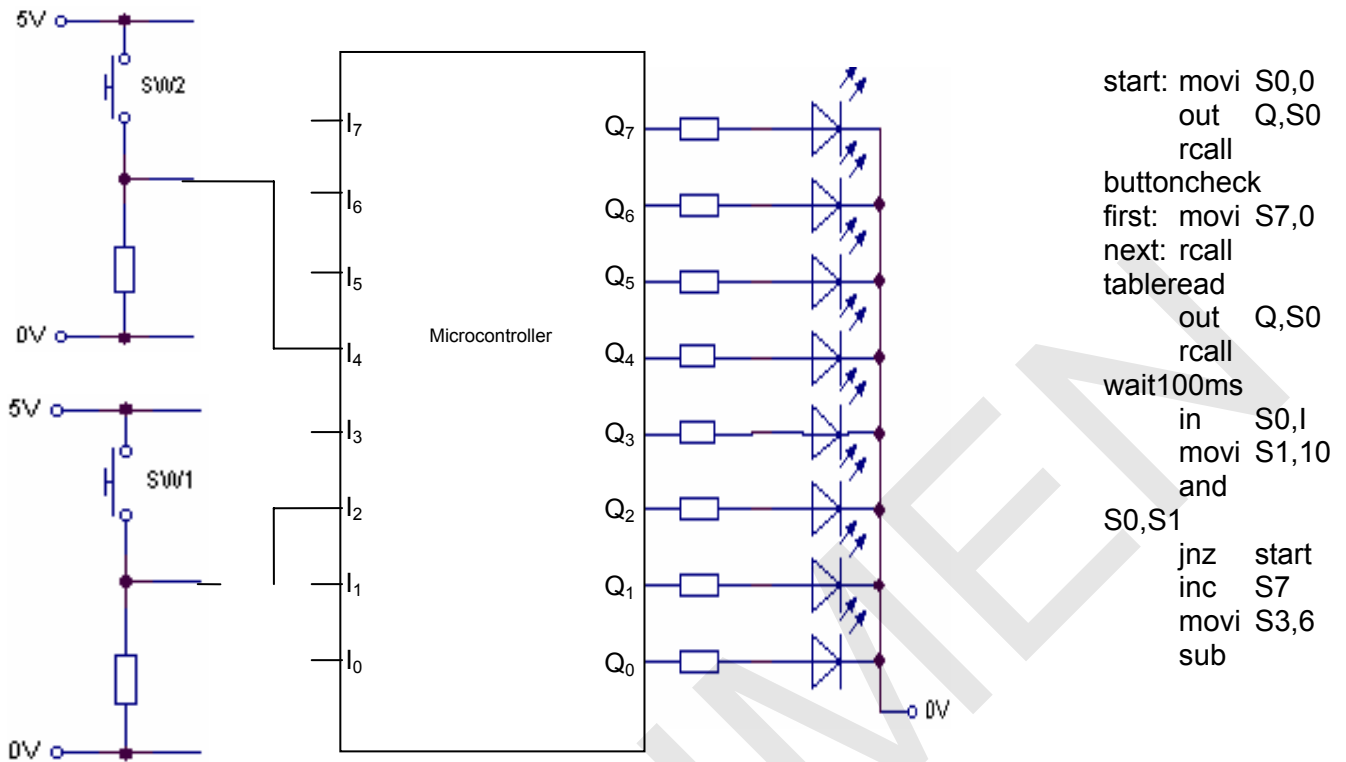 5V
SW2
0V
5V
SW1
0V
I7
I6
I5
I4
I3
I2
I1
I0
Microcontroller
Q7
Q6
Q5
Q4
Q3
Q2
Q1
Q0
0V
start: movi S0,0
out Q,S0
rcall
buttoncheck
first: movi S7,0
next: rcall
tableread
out Q,S0
rcall
wait100ms
in S0,I
movi S1,10
and
S0,S1
jnz start
inc S7
movi S3,6
sub
IMEN